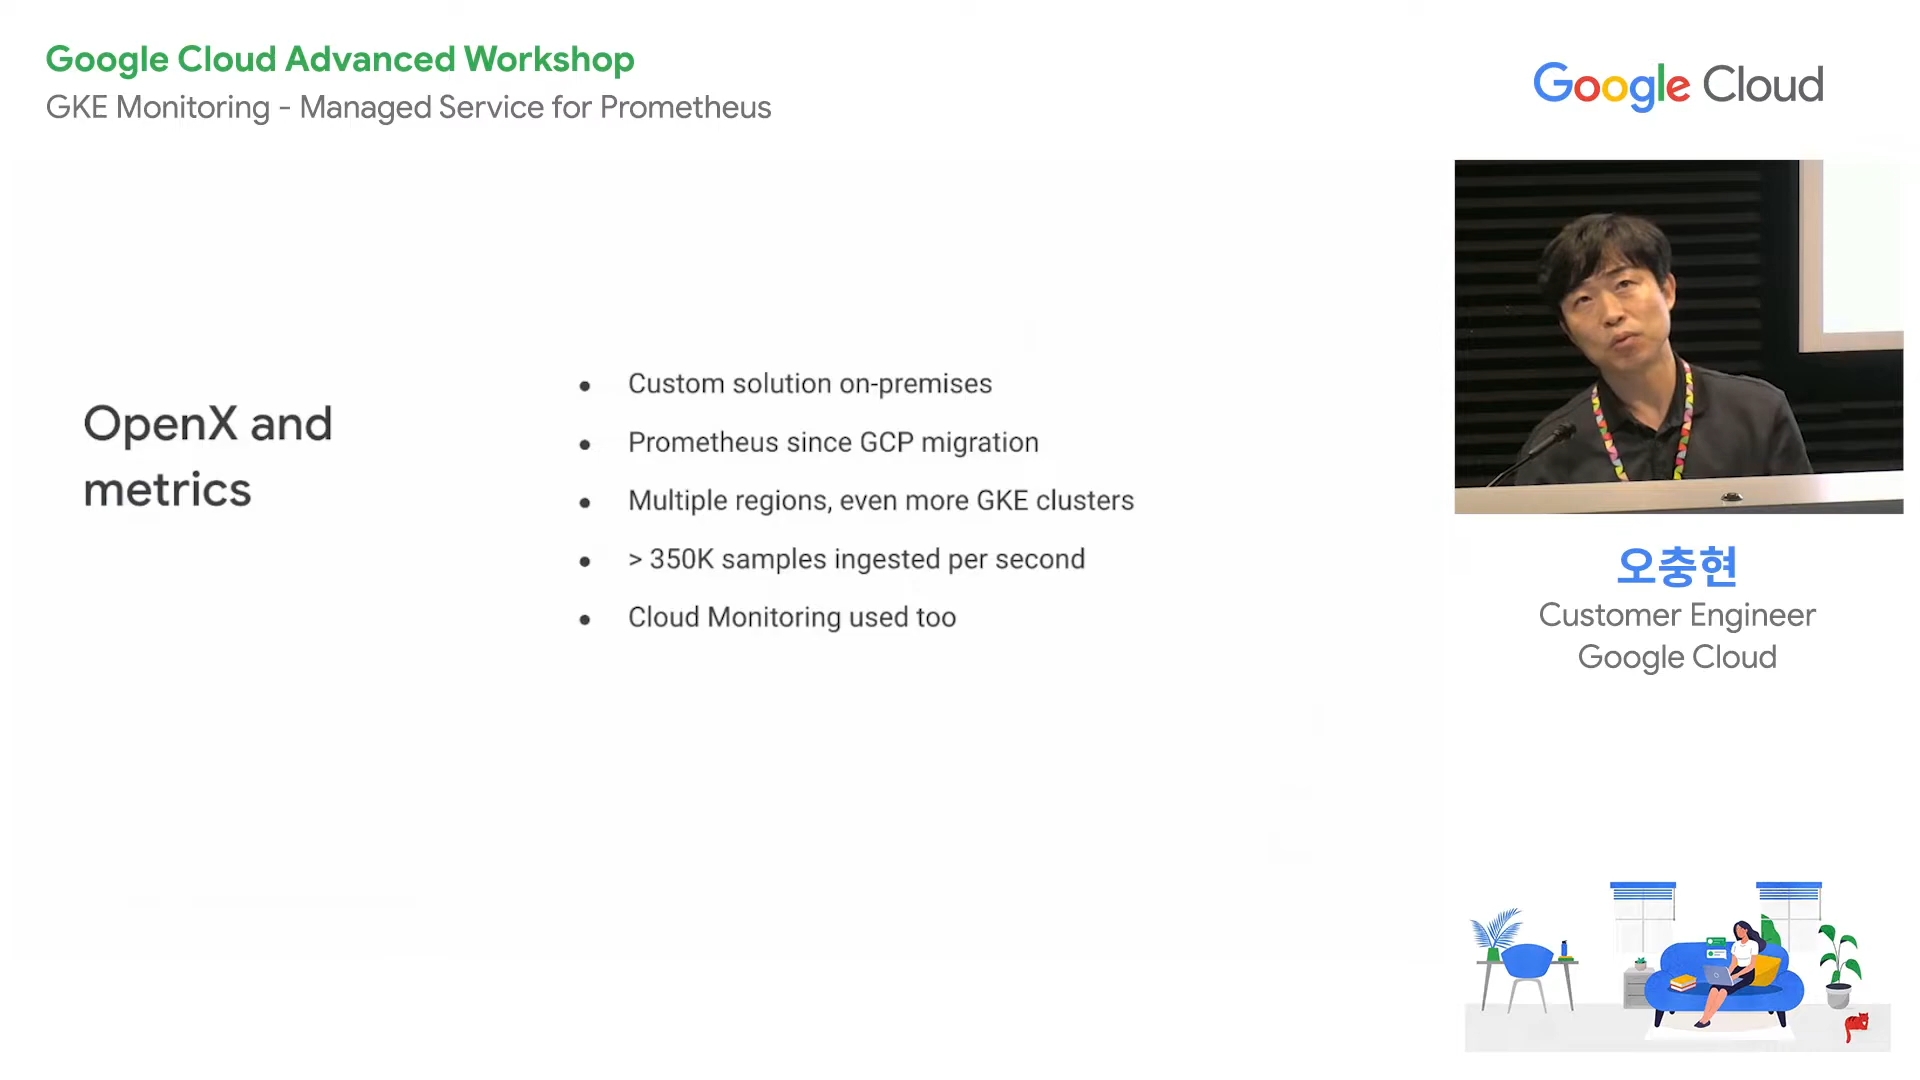 Google Cloud Advanced Workshop
GKE Monitoring - Managed Service for Prometheus
Google Cloud
OpenX and
metrics
• Custom solution on-premises
• Prometheus since GCP migration
• Multiple regions, even more GKE clusters
• > 350K samples ingested per second
• Cloud Monitoring used too
오충현
Customer Engineer
Google Cloud